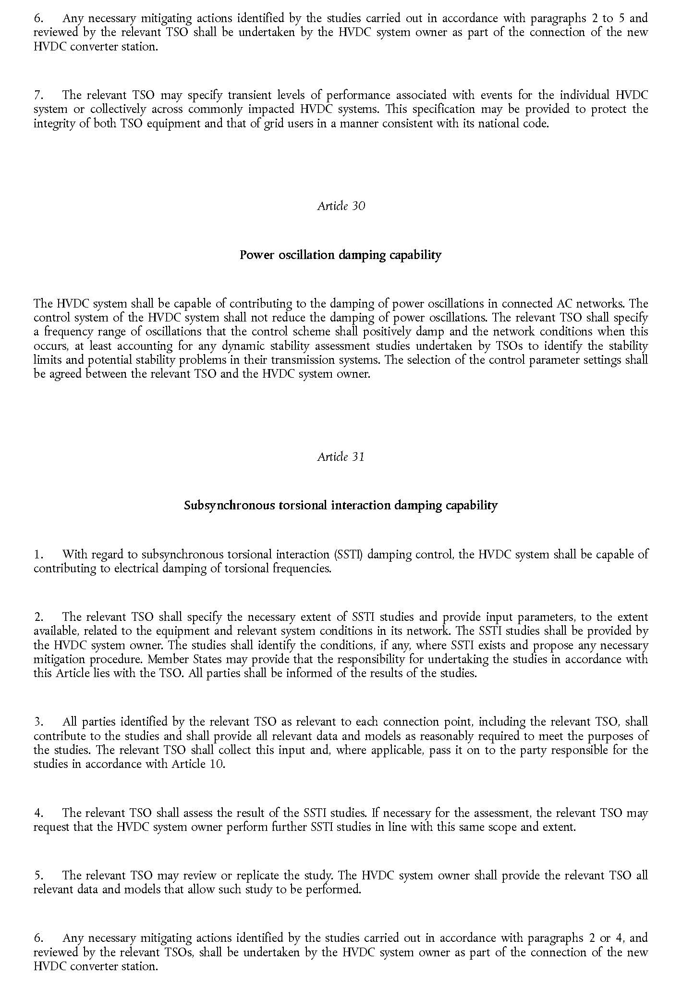 6. Any necessary mitigating actions identified by the studies carried out in accordance with paragraphs 2 to 5 and
reviewed by the relevant TSO shall be undertaken by the HVDC system owner as part of the connection of the new
HVDC converter station.
7. The relevant TSO may specify transient levels of performance associated with events for the individual HVDC
system or collectively across commonly impacted HVDC systems. This specification may be provided to protect the
integrity of both TSO equipment and that of grid users in a manner consistent with its national code.
Article 30
Power oscillation damping capability
The HVDC system shall be capable of contributing to the damping of power oscillations in connected AC networks. The
control system of the HVDC system shall not reduce the damping of power oscillations. The relevant TSO shall specify
a frequency range of oscillations that the control scheme shall positively damp and the network conditions when this
occurs, at least accounting for any dynamic stability assessment studies undertaken by TSOs to identify the stability
limits and potential stability problems in their transmission systems. The selection of the control parameter settings shall
be agreed between the relevant TSO and the HVDC system owner.
Article 31
Subsynchronous torsional interaction damping capability
1. With regard to subsynchronous torsional interaction (SSTI) damping control, the HVDC system shall be capable of
contributing to electrical damping of torsional frequencies.
2. The relevant TSO shall specify the necessary extent of SSTI studies and provide input parameters, to the extent
available, related to the equipment and relevant system conditions in its network. The SSTI studies shall be provided by
the HVDC system owner. The studies shall identify the conditions, if any, where SSTI exists and propose any necessary
mitigation procedure. Member States may provide that the responsibility for undertaking the studies in accordance with
this Article lies with the TSO. All parties shall be informed of the results of the studies.
3. All parties identified by the relevant TSO as relevant to each connection point, including the relevant TSO, shall
contribute to the studies and shall provide all relevant data and models as reasonably required to meet the purposes of
the studies. The relevant TSO shall collect this input and, where applicable, pass it on to the party responsible for the
studies in accordance with Article 10.
4. The relevant TSO shall assess the result of the SSTI studies. If necessary for the assessment, the relevant TSO may
request that the HVDC system owner perform further SSTI studies in line with this same scope and extent.
5. The relevant TSO may review or replicate the study. The HVDC system owner shall provide the relevant TSO all
relevant data and models that allow such study to be performed.
6. Any necessary mitigating actions identified by the studies carried out in accordance with paragraphs 2 or 4, and
reviewed by the relevant TSOs, shall be undertaken by the HVDC system owner as part of the connection of the new
HVDC converter station.